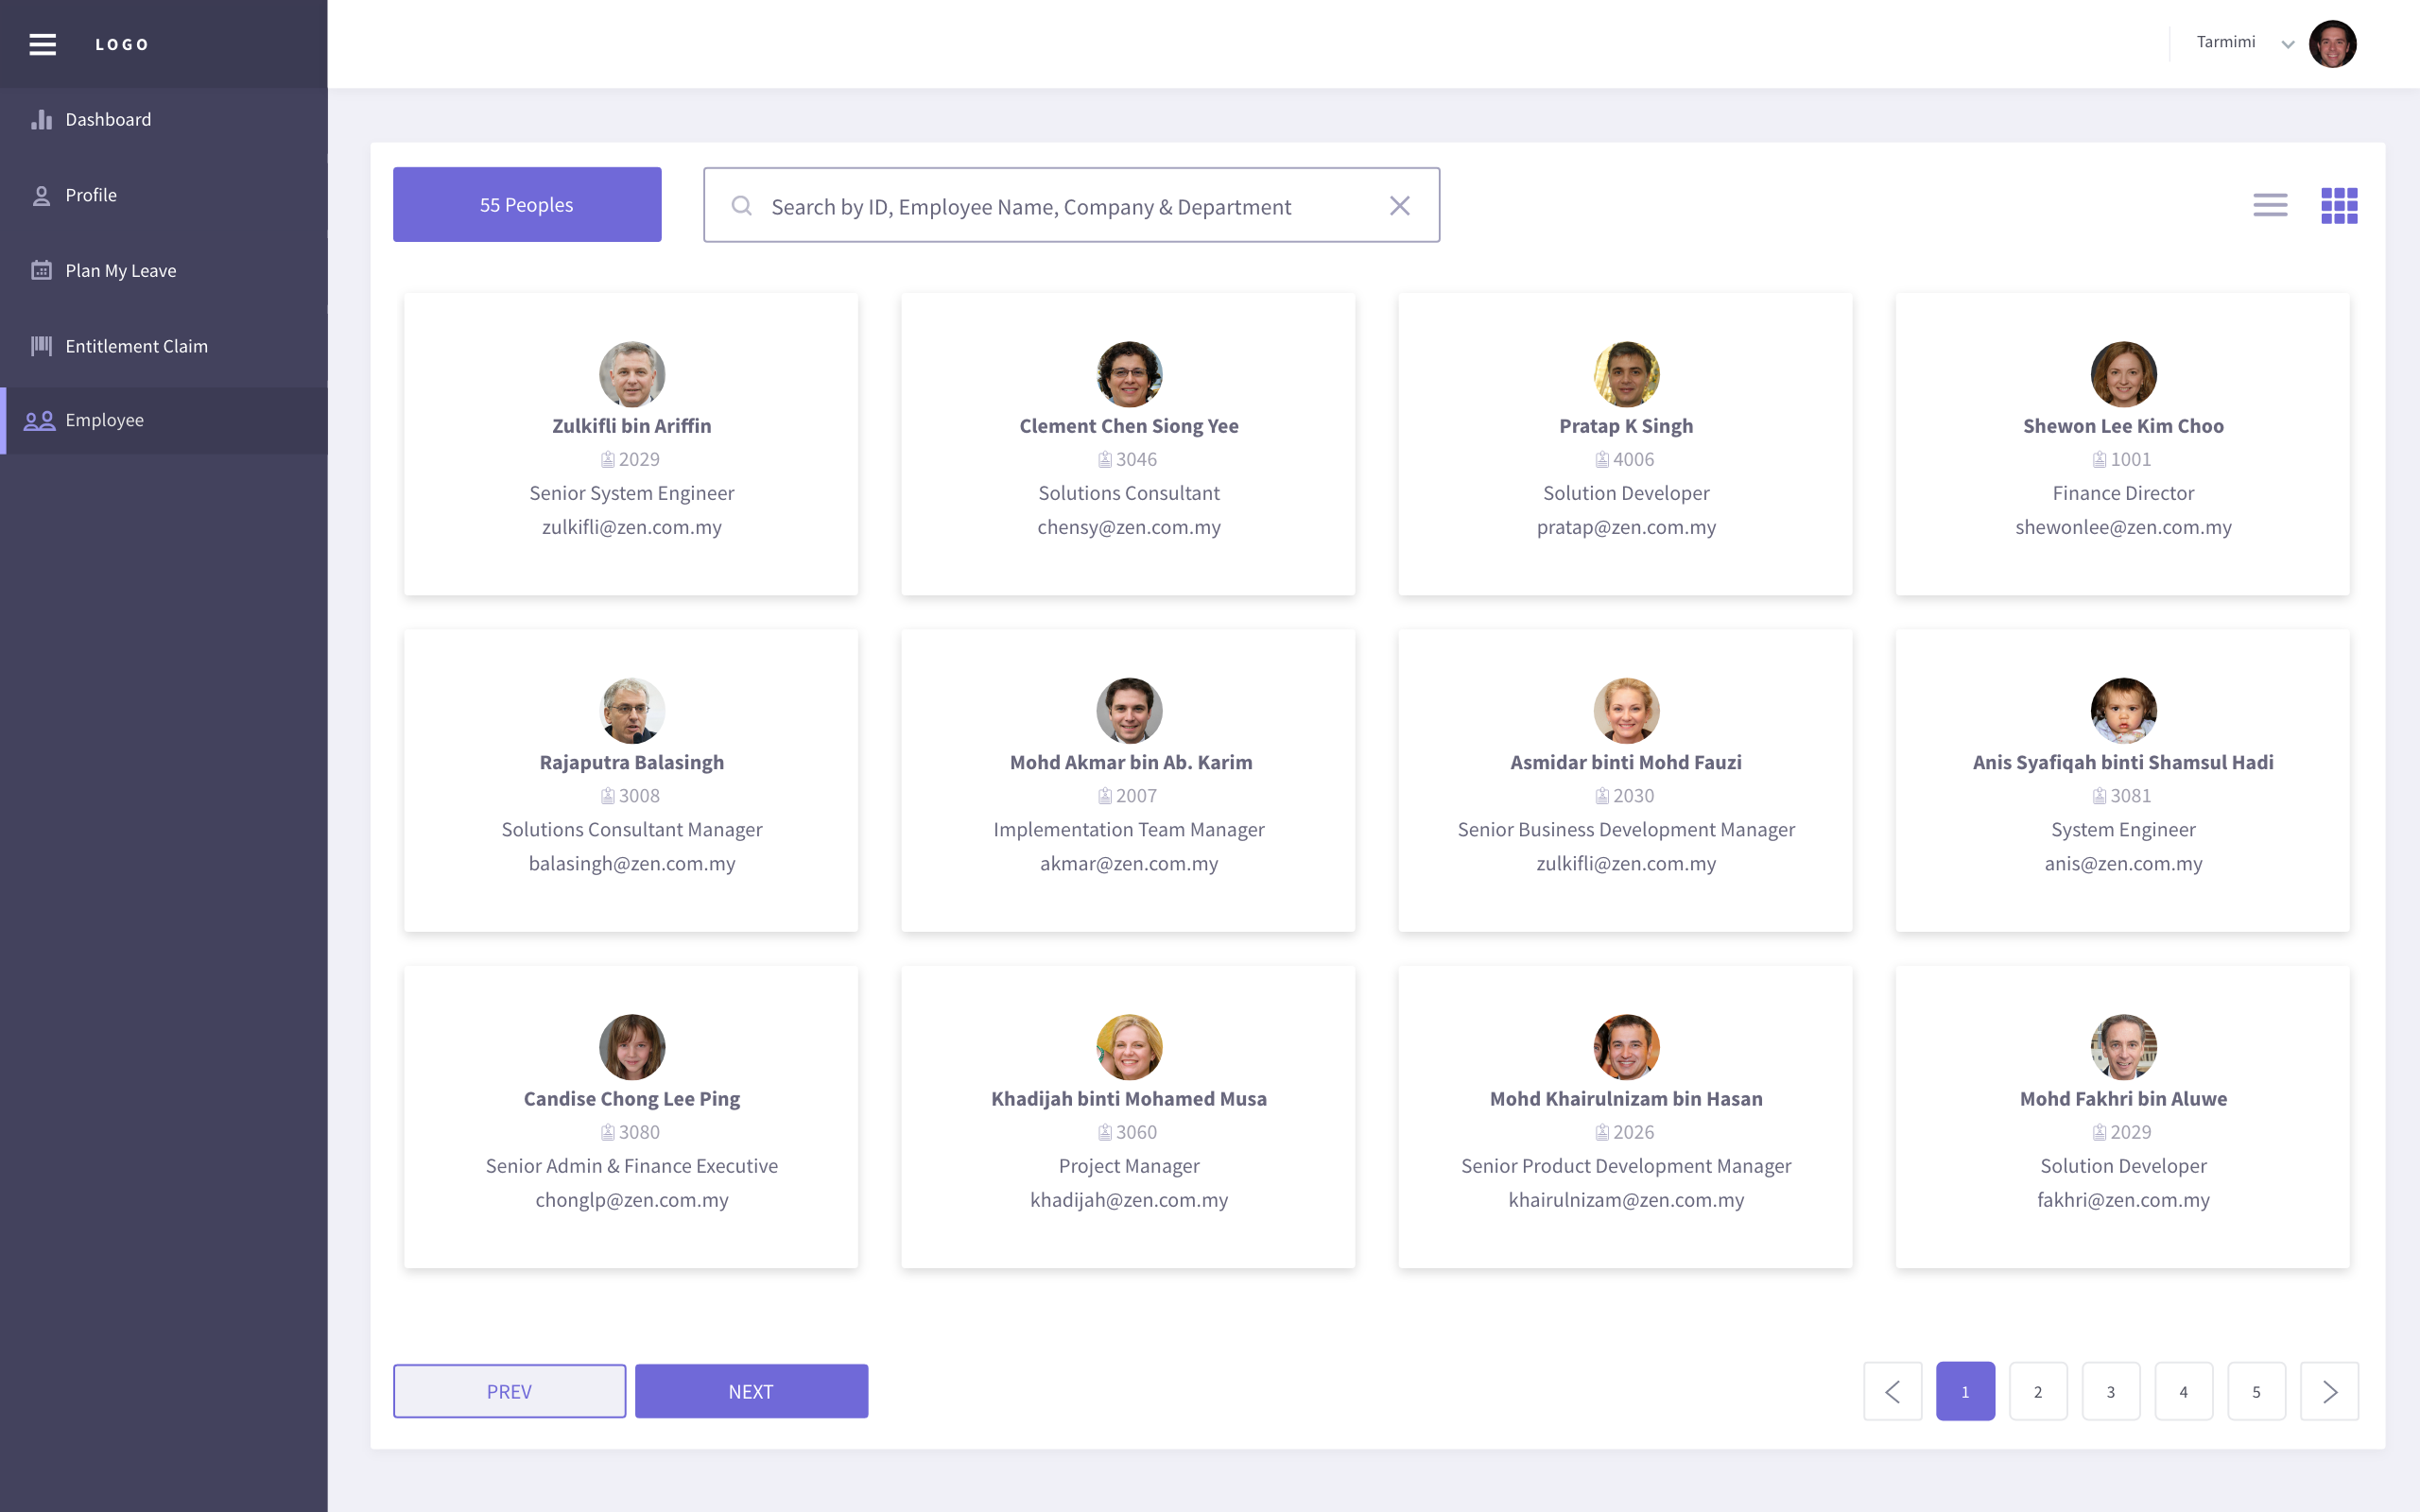 LOGO
Tarmimi
Dashboard
Profile
Plan My Leave
Entitlement Claim
Employee
55 Peoples
Search by ID, Employee Name, Company & Department
Zulkifli bin Ariffin
2029
Senior System Engineer
zulkifli@zen.com.my
Clement Chen Siong Yee
3046
Solutions Consultant
chensy@zen.com.my
Pratap K Singh
4006
Solution Developer
pratap@zen.com.my
Shewon Lee Kim Choo
1001
Finance Director
shewonlee@zen.com.my
Rajaputra Balasingh
3008
Solutions Consultant Manager
balasingh@zen.com.my
Mohd Akmar bin Ab. Karim
2007
Implementation Team Manager
akmar@zen.com.my
Asmidar binti Mohd Fauzi
2030
Senior Business Development Manager
zulkifli@zen.com.my
Anis Syafiqah binti Shamsul Hadi
3081
System Engineer
anis@zen.com.my
Candise Chong Lee Ping
3080
Senior Admin & Finance Executive
chonglp@zen.com.my
Khadijah binti Mohamed Musa
3060
Project Manager
khadijah@zen.com.my
Mohd Khairulnizam bin Hasan
2026
Senior Product Development Manager
khairulnizam@zen.com.my
Mohd Fakhri bin Aluwe
2029
Solution Developer
fakhri@zen.com.my
PREV
NEXT
1
2
3
4
5